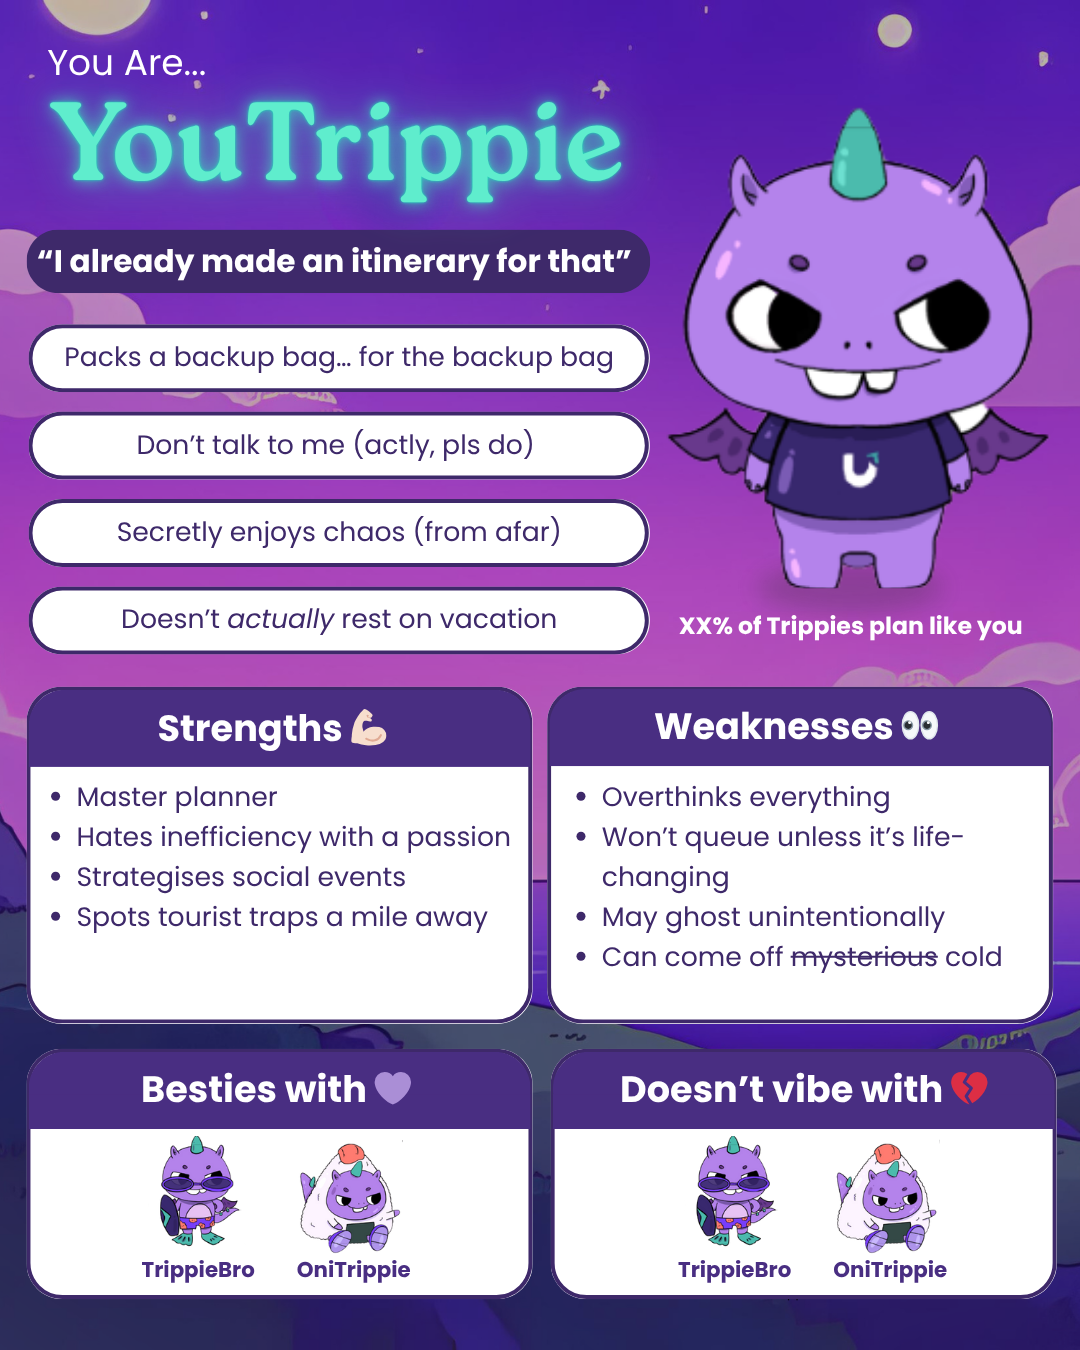 You Are...
YouTrippie
“I already made an itinerary for that”
Packs a backup bag... for the backup bag
Don’t talk to me (actly, pls do)
Secretly enjoys chaos (from afar)
Doesn’t actually rest on vacation
XX% of Trippies plan like you
Strengths 💪🏻
• Master planner
• Hates inefficiency with a passion
• Strategises social events
• Spots tourist traps a mile away
Weaknesses 👀
• Overthinks everything
• Won’t queue unless it’s life-
changing
• May ghost unintentionally
• Can come off mysterious cold
Besties with 💜
TrippieBro
OniTrippie
Doesn’t vibe with 💔
TrippieBro
OniTrippie